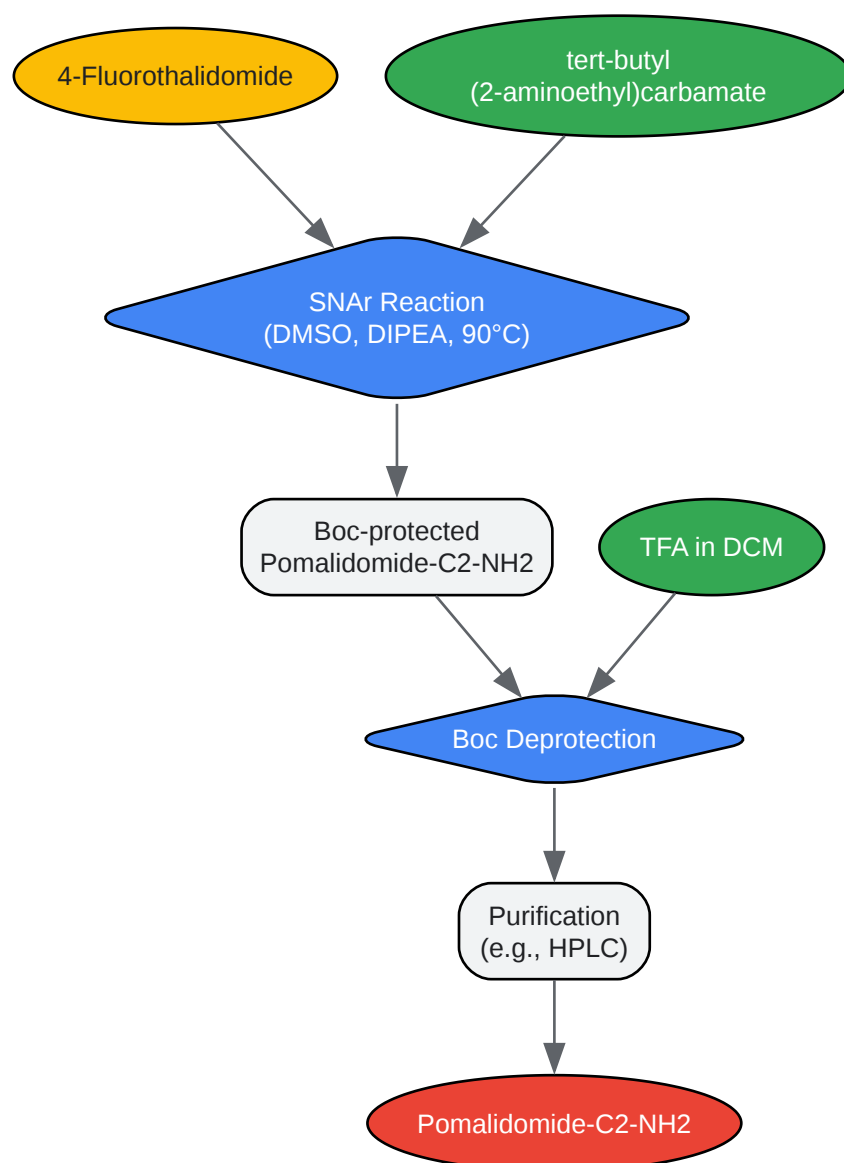 4-Fluorothalidomide
tert-butyl
(2-aminoethyl)carbamate
SNAr Reaction
(DMSO, DIPEA, 90°C)
Boc-protected
Pomalidomide-C2-NH2
TFA in DCM
Boc Deprotection
Purification
(e.g., HPLC)
Pomalidomide-C2-NH2